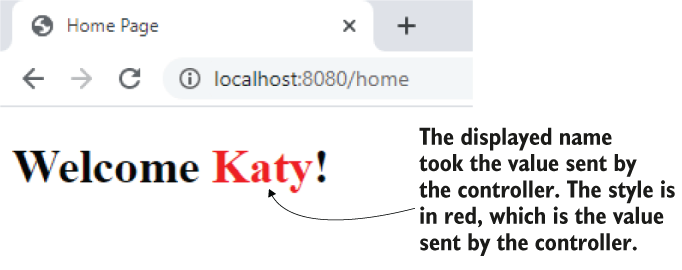 Home Page
localhost:8080/home
Welcome Katy!
The displayed name
took the value sent by
the controller. The style is
in red, which is the value
sent by the controller.